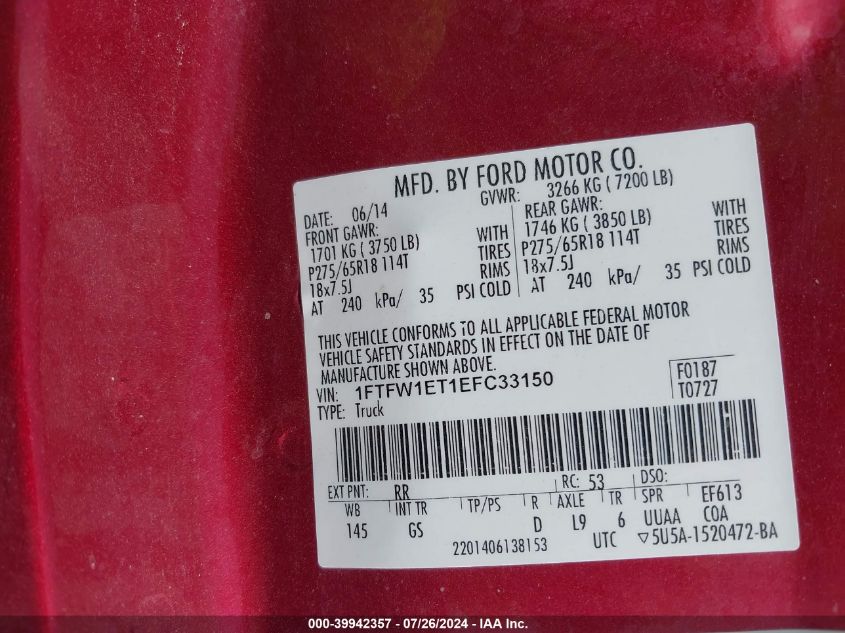 MFD. BY FORD MOTOR CO.
DATE: 06/14 GVWR: 3266 KG ( 7200 LB)
FRONT GAWR: REAR GAWR:
1701 KG ( 3750 LB) WITH 1746 KG ( 3850 LB) WITH
P275/65R18 114T TIRES P275/65R18 114T TIRES
18x7.5J RIMS 18x7.5J RIMS
AT 240 kPa/ 35 PSI COLD AT 240 kPa/ 35 PSI COLD
THIS VEHICLE CONFORMS TO ALL APPLICABLE FEDERAL MOTOR
VEHICLE SAFETY STANDARDS IN EFFECT ON THE DATE OF
MANUFACTURE SHOWN ABOVE.
VIN: 1FTFW1ET1EFC33150 F0187
TYPE: Truck T0727
EXT PNT: RR RC: 53 DSO:
WB INT TR TP/PS R AXLE TR SPR EF613
145 GS D L9 6 UUAA COA
2201406138153 UTC ▽5U5A-1520472-BA
000-39942357 / 07/26/2024 - IAA Inc.